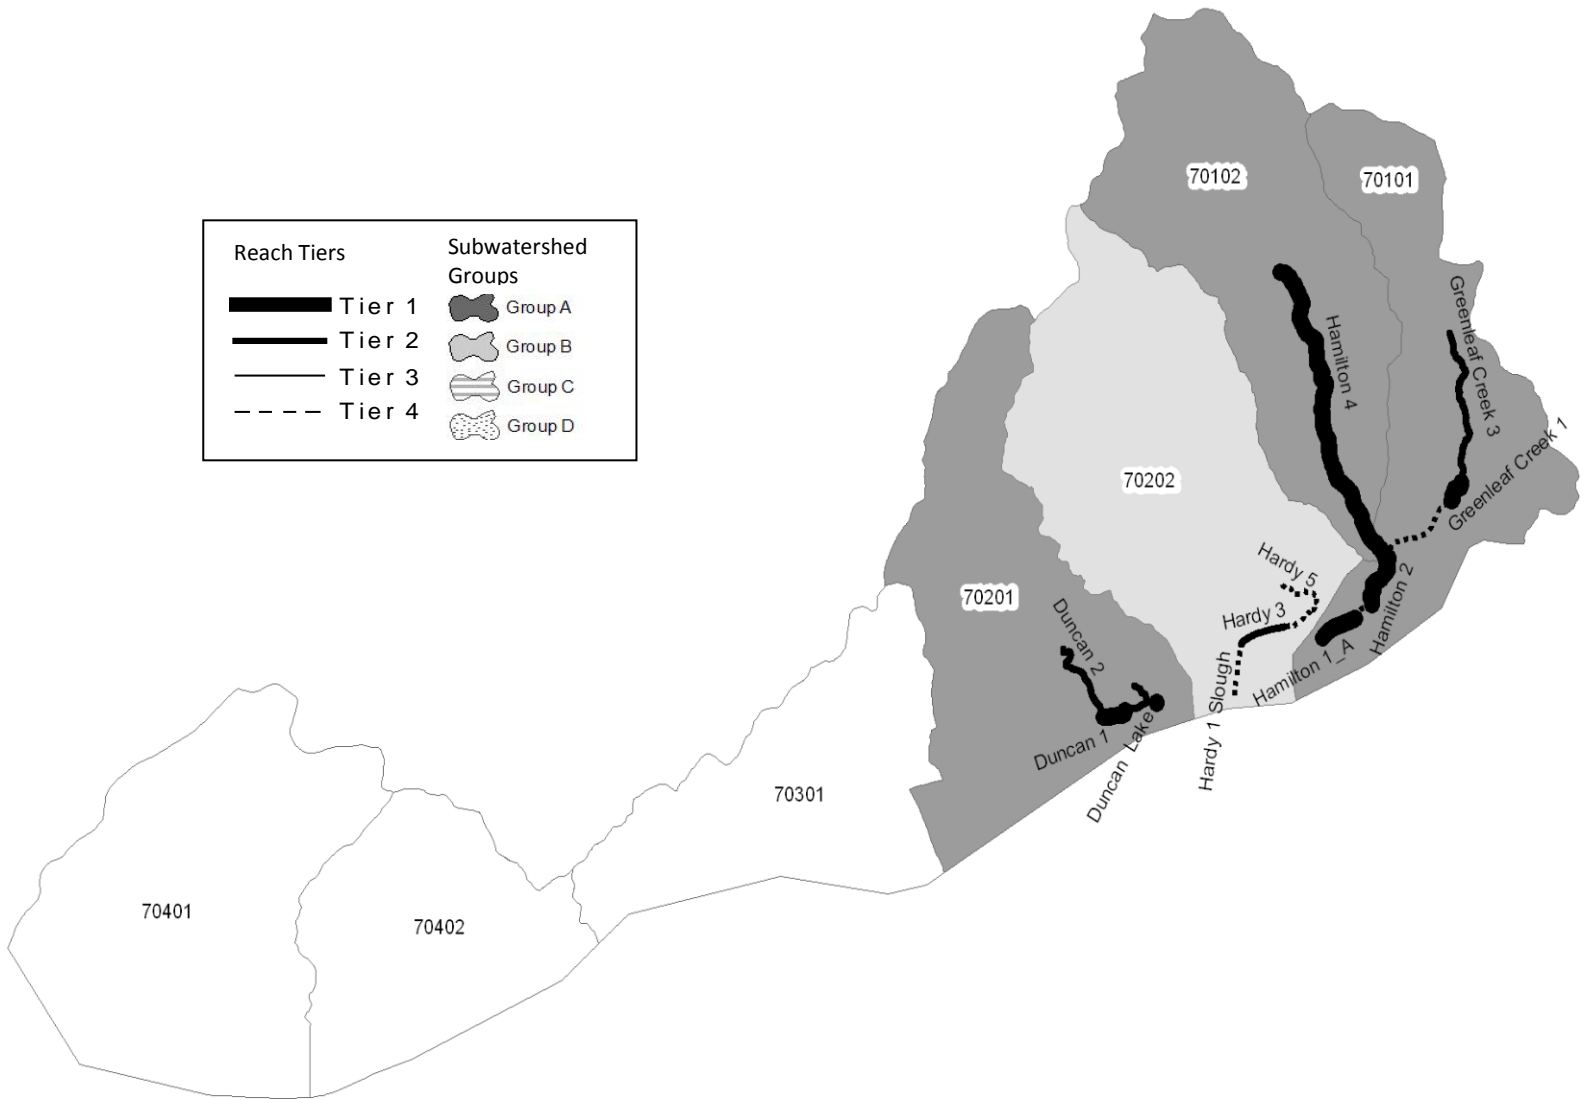 70102
70101
Reach Tiers
Subwatershed
Groups
Tier 1
Group A
Tier 2
Group B
Tier 3
Group C
Tier 4
Group D
Greenleaf Creek 3
Hamilton 4
Greenleaf Creek 1
70202
Hardy 5
70201
Duncan 2
Hardy 3
Hamilton 2
Hamilton 1_A
Hardy 1 Slough
Duncan 1
Duncan Lake
70301
70401
70402